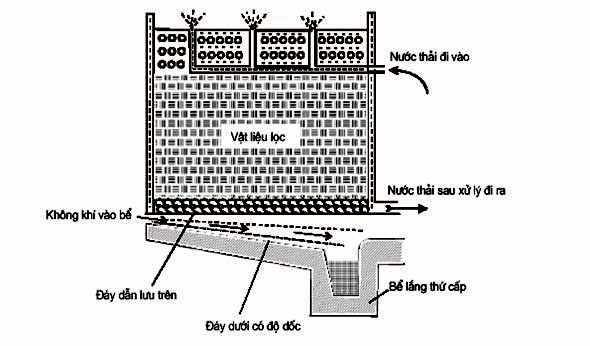 Nước thải đi vào
Vật liệu lọc
Nước thải sau xử lý đi ra
Không khí vào bể
Đáy dẫn lưu trên
Bể lắng thứ cấp
Đáy dưới có độ dốc